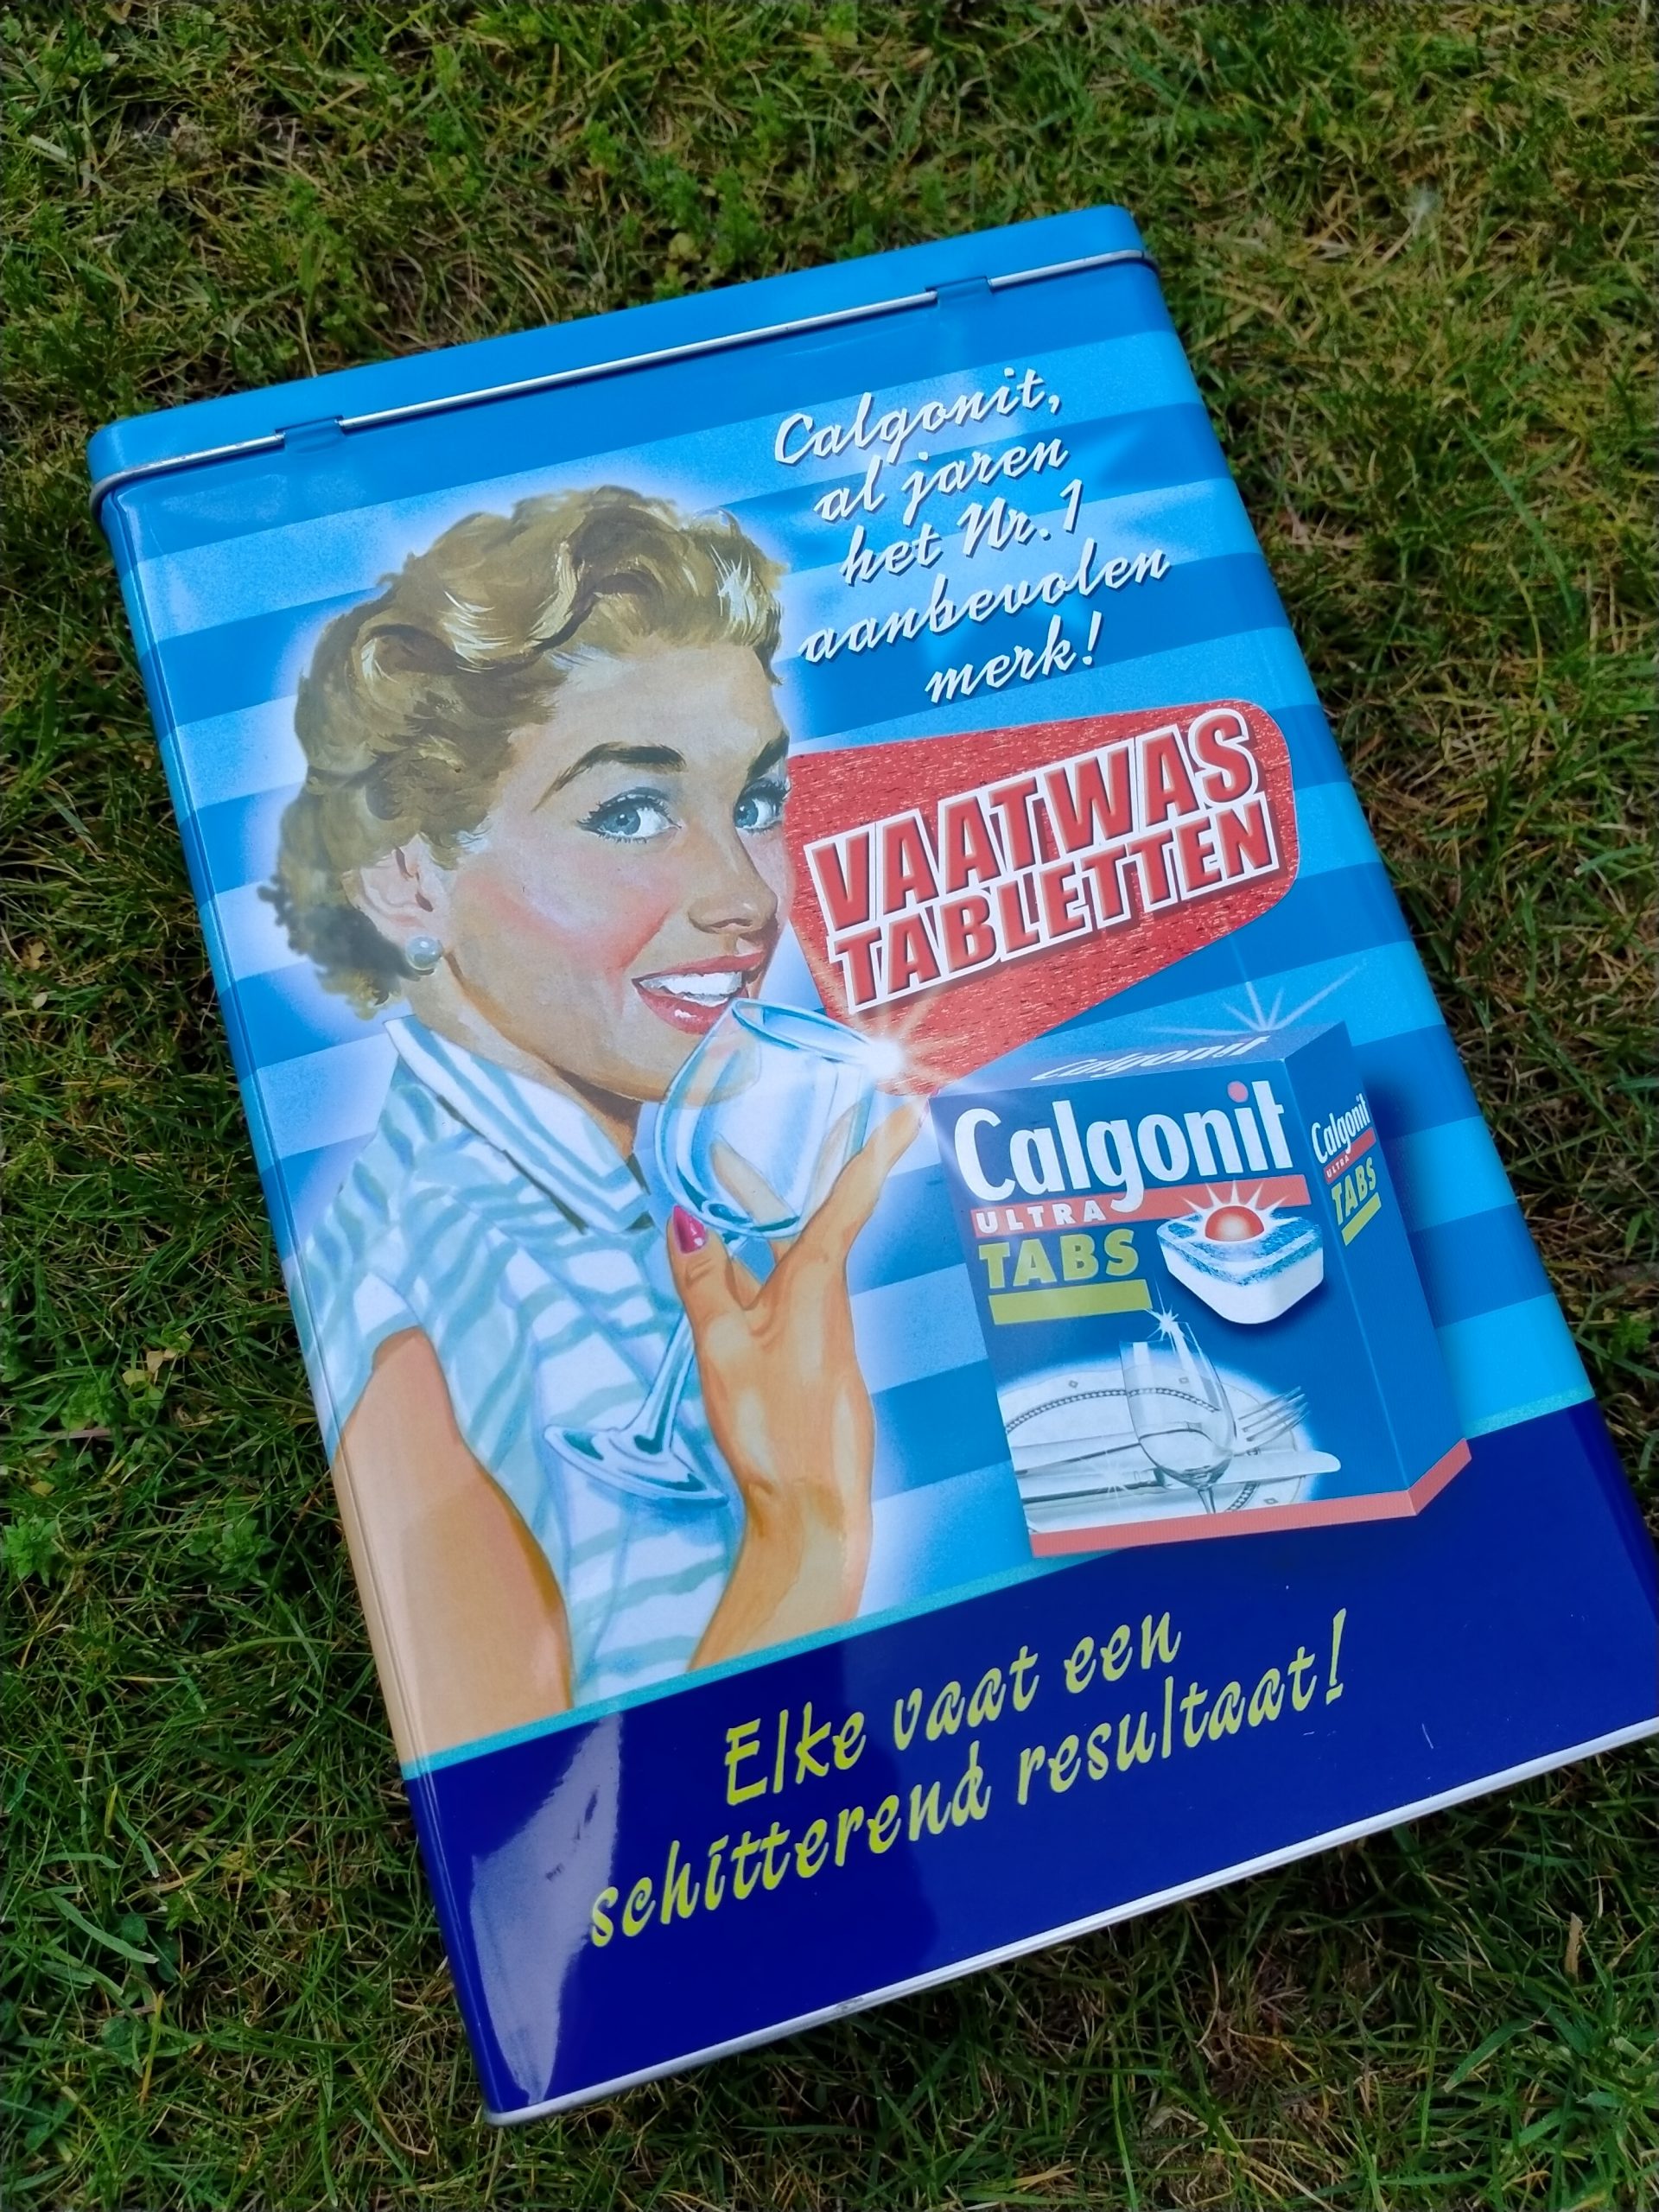 Calgonit,
al jaren
het Nr. 1
aanbevolen
merk!
VAATWAS
TABLETTEN
Calgonit
Calgonit
ULTRA
TABS
Calgonit
ULTRA
TABS
Elke vaat een
schitterend resultaat!